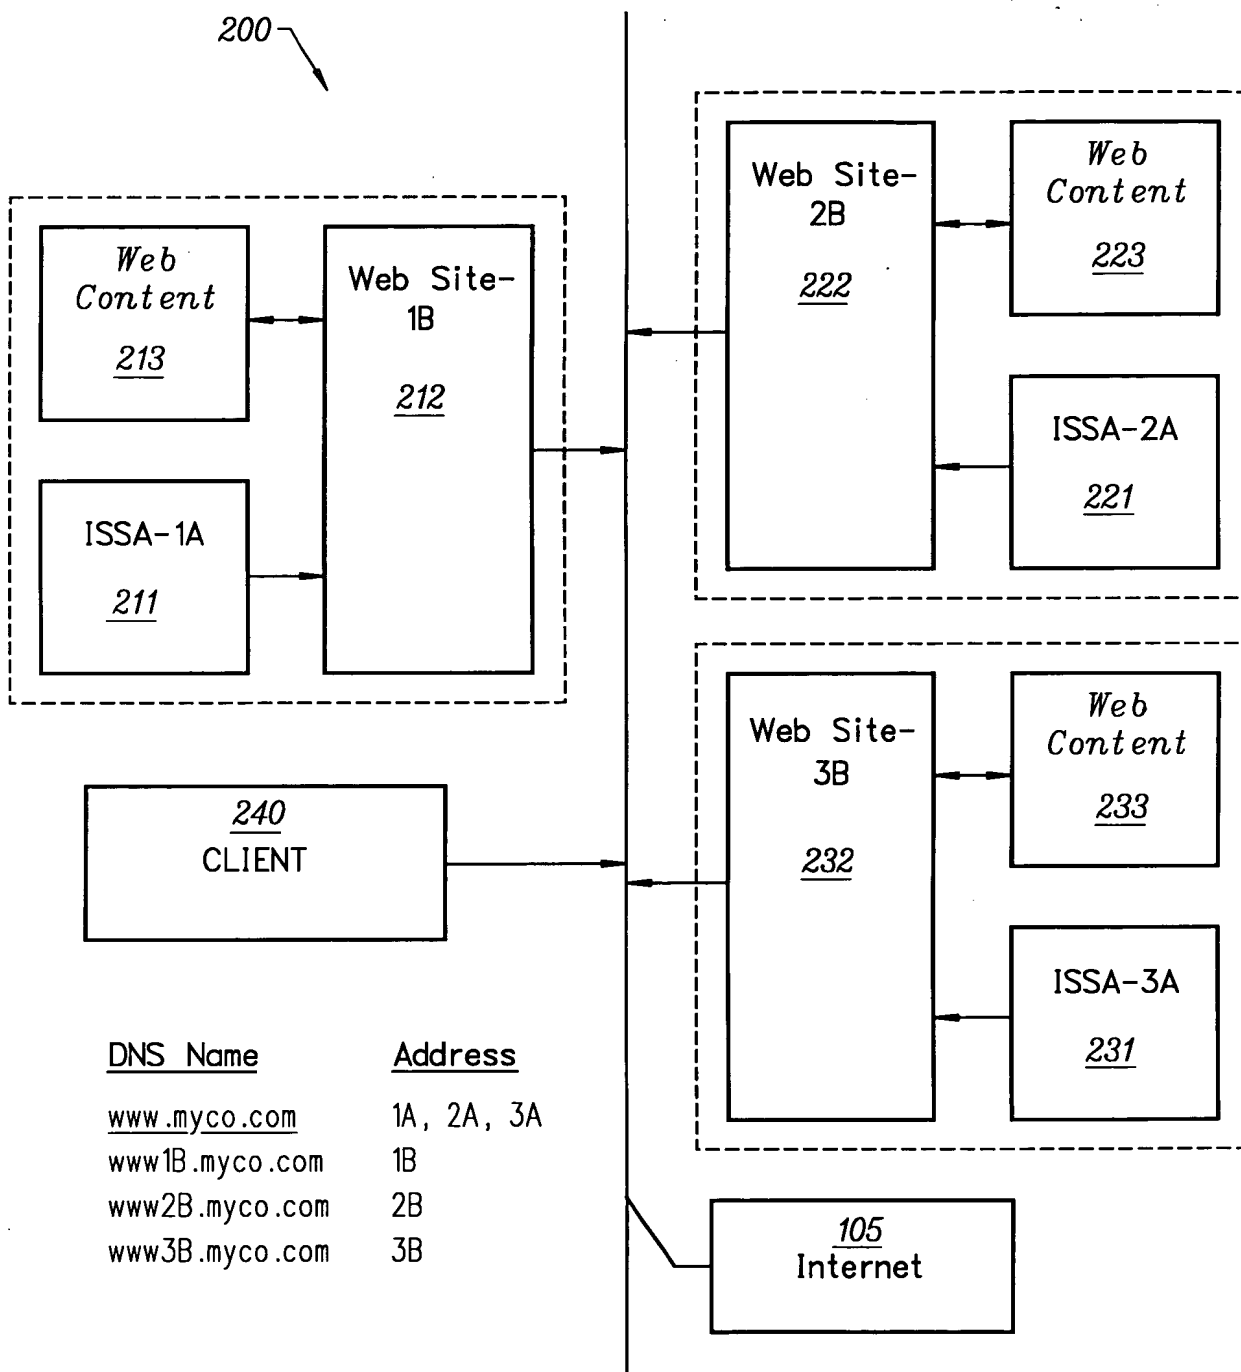 200
Web
Content
213
Web Site-
1B
212
ISSA-1A
211
Web Site-
2B
222
Web
Content
223
ISSA-2A
221
Web Site-
3B
232
Web
Content
233
ISSA-3A
231
240
CLIENT
DNS Name Address
www.myco.com 1A, 2A, 3A
www1B.myco.com 1B
www2B.myco.com 2B
www3B.myco.com 3B
105
Internet